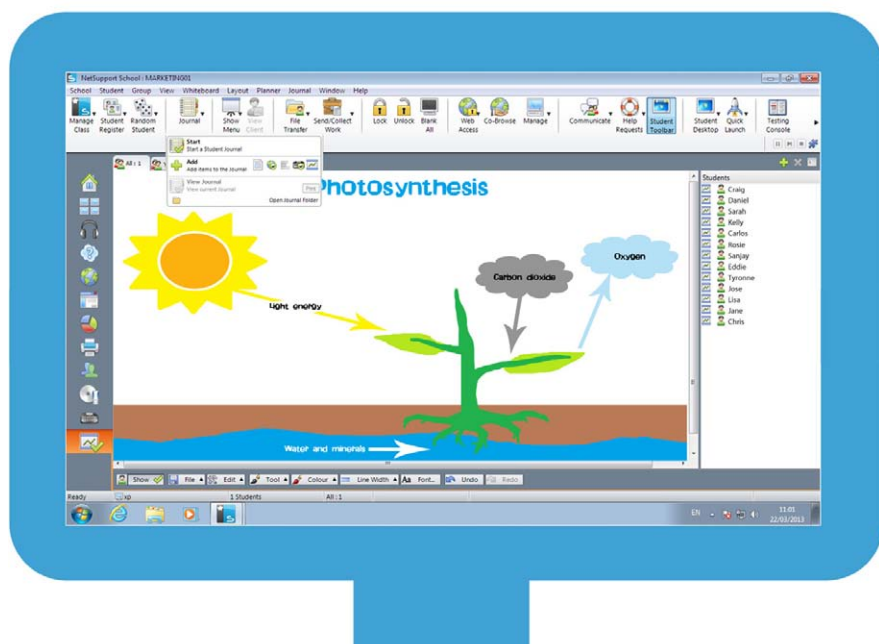 NetSupport School : MARKETING01
School Student Group View Whiteboard Layout Planner Journal Window Help
Manage Class
Student Register
Random Student
Journal
Show Menu
View Client
File Transfer
Send/Collect Work
Lock
Unlock
Blank All
Web Access
Co-Browse
Manage
Communicate
Help Requests
Student Toolbar
Student Desktop
Quick Launch
Testing Console
Start
Start a Student Journal
Add
Add items to the Journal
View Journal
View current Journal
Open Journal Folder
All : 1
Photosynthesis
Light energy
Carbon dioxide
Oxygen
Water and minerals
Students
Craig
Daniel
Sarah
Kelly
Carlos
Rosie
Sanjay
Eddie
Tyronne
Jose
Lisa
Jane
Chris
Show File Edit Tool Colour Line Width Aa Font... Undo Redo
Ready xp 1 Students All : 1
EN 11:01
22/03/2013